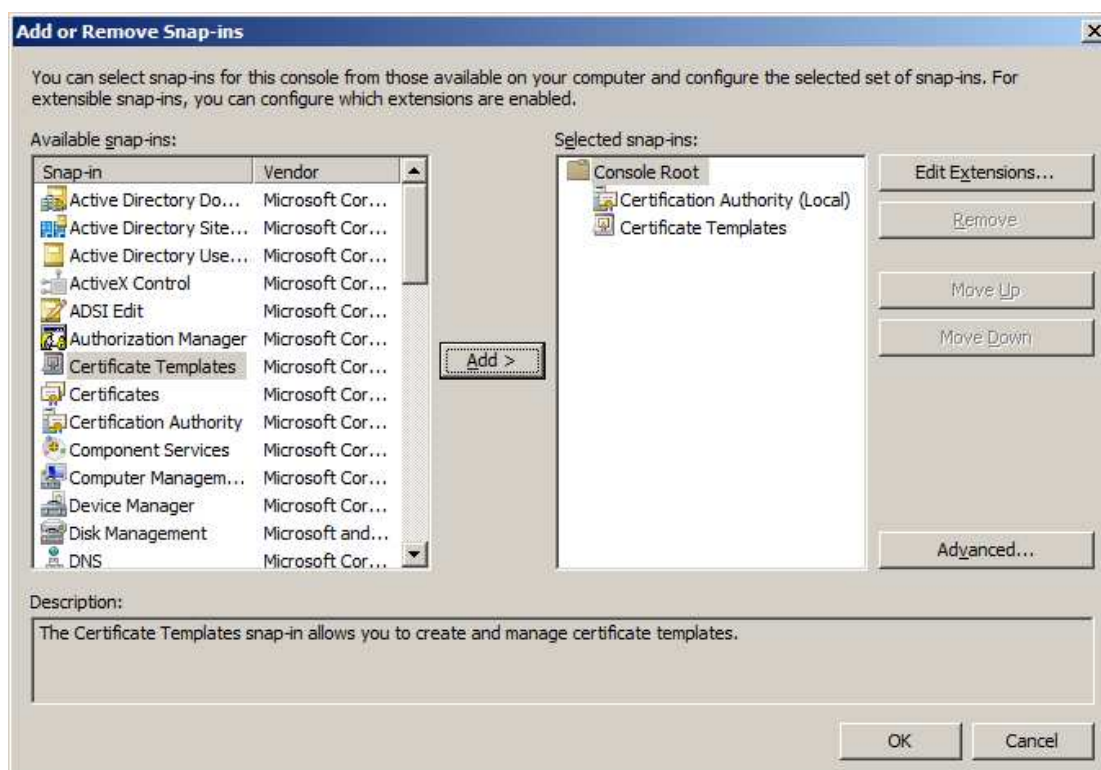 Add or Remove Snap-ins
You can select snap-ins for this console from those available on your computer and configure the selected set of snap-ins. For
extensible snap-ins, you can configure which extensions are enabled.
Available snap-ins:
Snap-in Vendor
Active Directory Do... Microsoft Cor...
Active Directory Site... Microsoft Cor...
Active Directory Use... Microsoft Cor...
ActiveX Control Microsoft Cor...
ADSI Edit Microsoft Cor...
Authorization Manager Microsoft Cor...
Certificate Templates Microsoft Cor...
Certificates Microsoft Cor...
Certification Authority Microsoft Cor...
Component Services Microsoft Cor...
Computer Managem... Microsoft Cor...
Device Manager Microsoft Cor...
Disk Management Microsoft and...
DNS Microsoft Cor...
Add >
Selected snap-ins:
Console Root
Certification Authority (Local)
Certificate Templates
Edit Extensions...
Remove
Move Up
Move Down
Advanced...
Description:
The Certificate Templates snap-in allows you to create and manage certificate templates.
OK Cancel